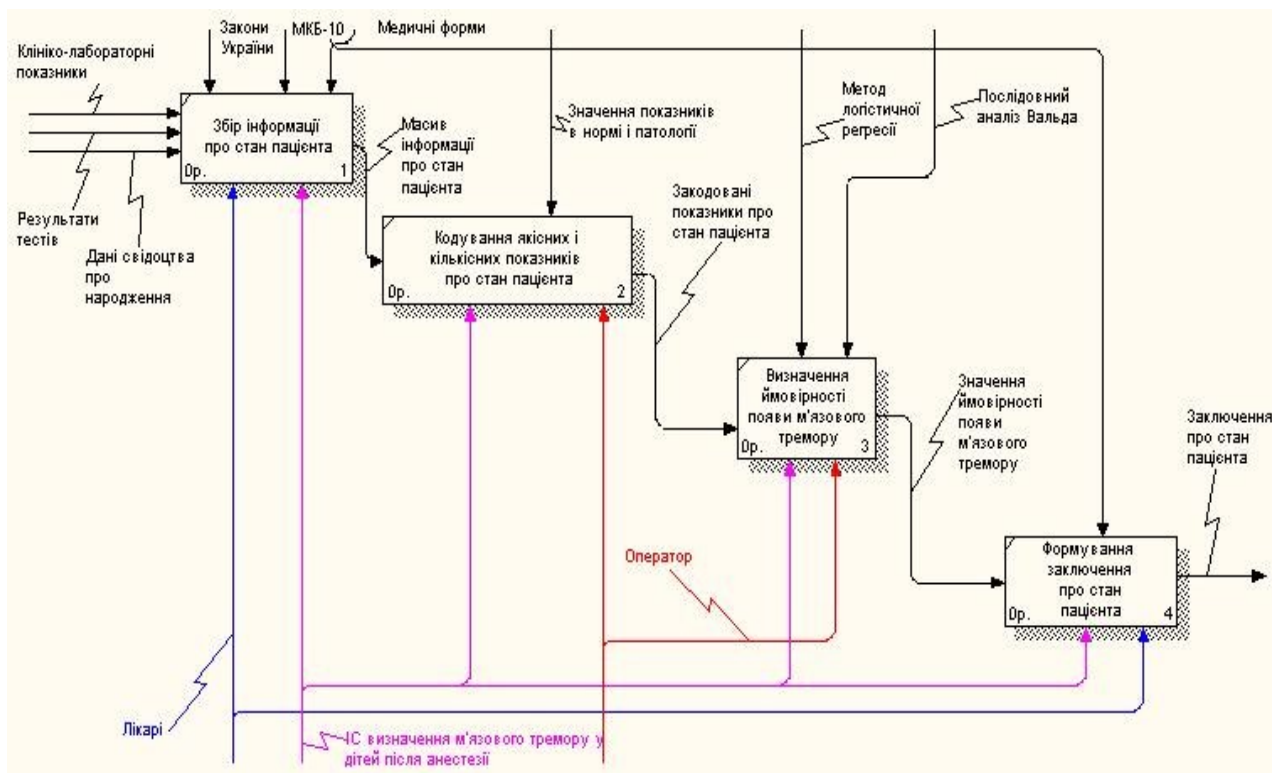 Закони
України
МКБ-10
Медичні форми
Клініко-лабораторні
показники
Збір інформації
про стан пацієнта
0р.
1
Масив
інформації
про стан
пацієнта
Значення показників
в нормі і патології
Метод
логістичної
регресії
Послідовний
аналіз Вальда
Результати
тестів
Дані свідоцтва
про
народження
Кодування якісних і
кількісних показників
про стан пацієнта
0р.
2
Закодовані
показники про
стан пацієнта
Визначення
ймовірності
появи м'язового
тремору
0р.
3
Значення
ймовірності
появи
м'язового
тремору
Заключення
про стан
пацієнта
Формування
заключення
про стан
пацієнта
0р.
4
Оператор
Лікарі
ІС визначення м'язового тремору у
дітей після анестезії